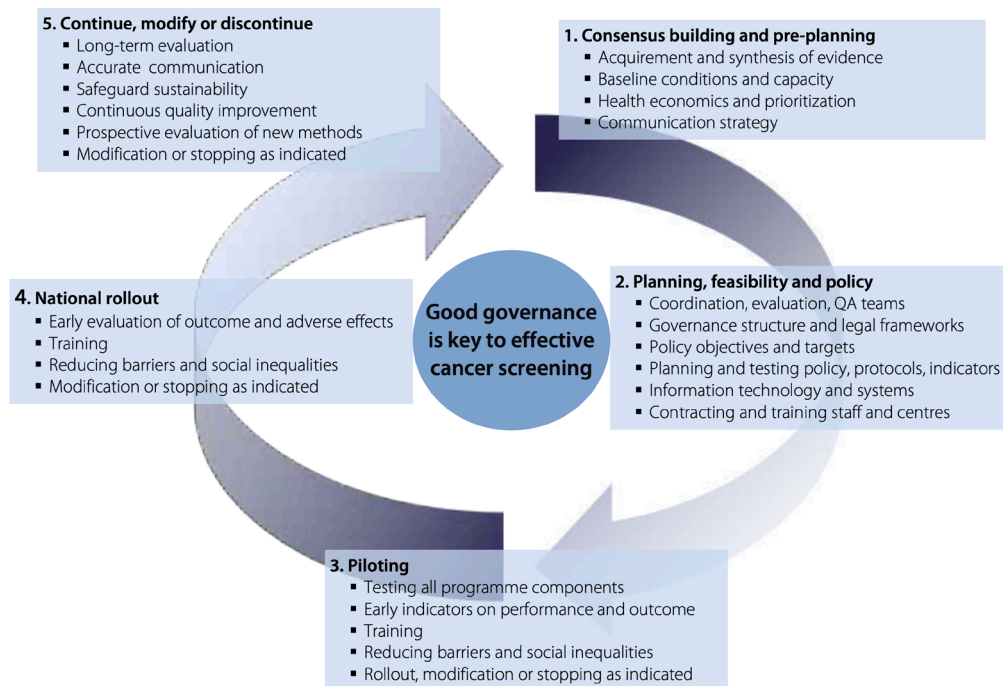 5. Continue, modify or discontinue
▪ Long-term evaluation
▪ Accurate communication
▪ Safeguard sustainability
▪ Continuous quality improvement
▪ Prospective evaluation of new methods
▪ Modification or stopping as indicated
1. Consensus building and pre-planning
▪ Acquirement and synthesis of evidence
▪ Baseline conditions and capacity
▪ Health economics and prioritization
▪ Communication strategy
2. Planning, feasibility and policy
▪ Coordination, evaluation, QA teams
▪ Governance structure and legal frameworks
▪ Policy objectives and targets
▪ Planning and testing policy, protocols, indicators
▪ Information technology and systems
▪ Contracting and training staff and centres
4. National rollout
▪ Early evaluation of outcome and adverse effects
▪ Training
▪ Reducing barriers and social inequalities
▪ Modification or stopping as indicated
Good governance
is key to effective
cancer screening
3. Piloting
▪ Testing all programme components
▪ Early indicators on performance and outcome
▪ Training
▪ Reducing barriers and social inequalities
▪ Rollout, modification or stopping as indicated